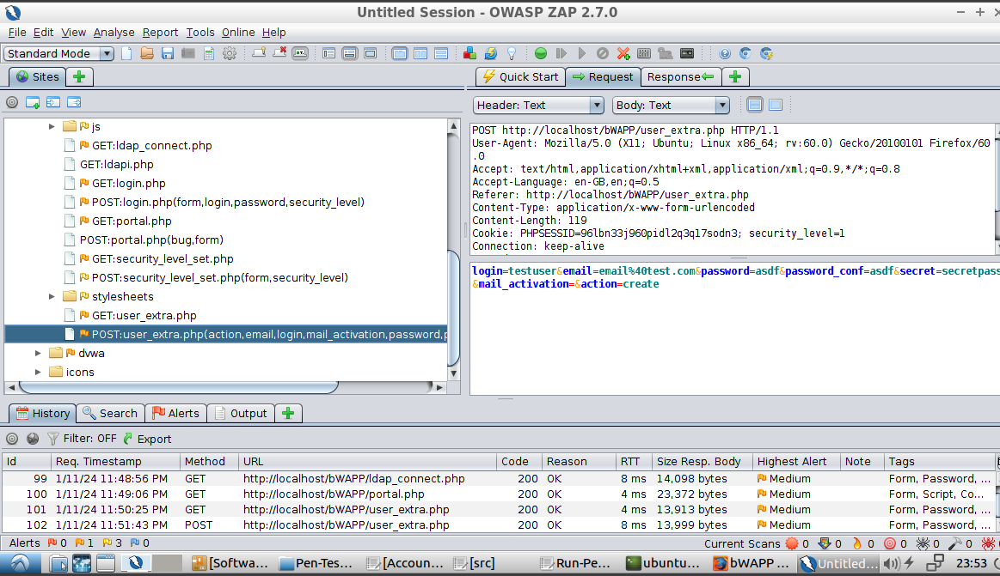 Untitled Session - OWASP ZAP 2.7.0
File Edit View Analyse Report Tools Online Help
Standard Mode
Sites
Quick Start Request Response
Header: Text Body: Text
js
GET:ldap_connect.php
GET:ldapi.php
GET:login.php
POST:login.php(form,login,password,security_level)
GET:portal.php
POST:portal.php(bug,form)
GET:security_level_set.php
POST:security_level_set.php(form,security_level)
stylesheets
GET:user_extra.php
POST:user_extra.php(action,email,login,mail_activation,password,p
dvwa
icons
POST http://localhost/bWAPP/user_extra.php HTTP/1.1
User-Agent: Mozilla/5.0 (X11; Ubuntu; Linux x86_64; rv:60.0) Gecko/20100101 Firefox/60
.0
Accept: text/html,application/xhtml+xml,application/xml;q=0.9,*/*;q=0.8
Accept-Language: en-GB,en;q=0.5
Referer: http://localhost/bWAPP/user_extra.php
Content-Type: application/x-www-form-urlencoded
Content-Length: 119
Cookie: PHPSESSID=96lbn33j960pidl2q3q17sodn3; security_level=1
Connection: keep-alive
login=testuser&email=email%40test.com&password=asdf&password_conf=asdf&secret=secretpass
&mail_activation=&action=create
History Search Alerts Output
Filter: OFF Export
Id Req. Timestamp Method URL Code Reason RTT Size Resp. Body Highest Alert Note Tags
99 1/11/24 11:48:56 PM GET http://localhost/bWAPP/ldap_connect.php 200 OK 8 ms 14,098 bytes Medium Form, Password, ...
100 1/11/24 11:49:06 PM GET http://localhost/bWAPP/portal.php 200 OK 4 ms 23,372 bytes Medium Form, Script, Co...
101 1/11/24 11:50:25 PM GET http://localhost/bWAPP/user_extra.php 200 OK 4 ms 13,913 bytes Medium Form, Password, ...
102 1/11/24 11:51:43 PM POST http://localhost/bWAPP/user_extra.php 200 OK 8 ms 13,999 bytes Medium Form, Password, ...
Alerts 0 1 3 0 Current Scans 0 0 0 0 0 0
[Softwa... Pen-Tes... [Accoun... [src] Run-Pe... ubuntu... bWAPP ... Untitled... 23:53